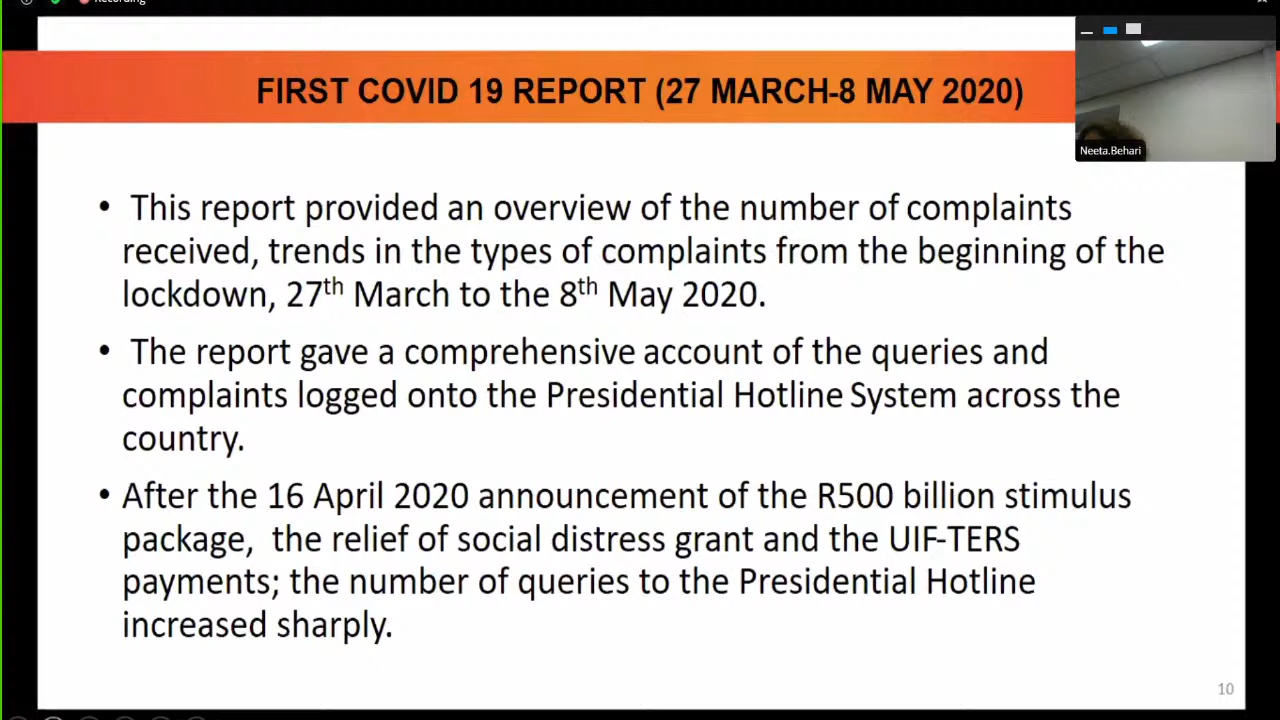 Recording
FIRST COVID 19 REPORT (27 MARCH-8 MAY 2020)
Neeta.Behari
• This report provided an overview of the number of complaints
received, trends in the types of complaints from the beginning of the
lockdown, 27th March to the 8th May 2020.
• The report gave a comprehensive account of the queries and
complaints logged onto the Presidential Hotline System across the
country.
• After the 16 April 2020 announcement of the R500 billion stimulus
package, the relief of social distress grant and the UIF-TERS
payments; the number of queries to the Presidential Hotline
increased sharply.
10